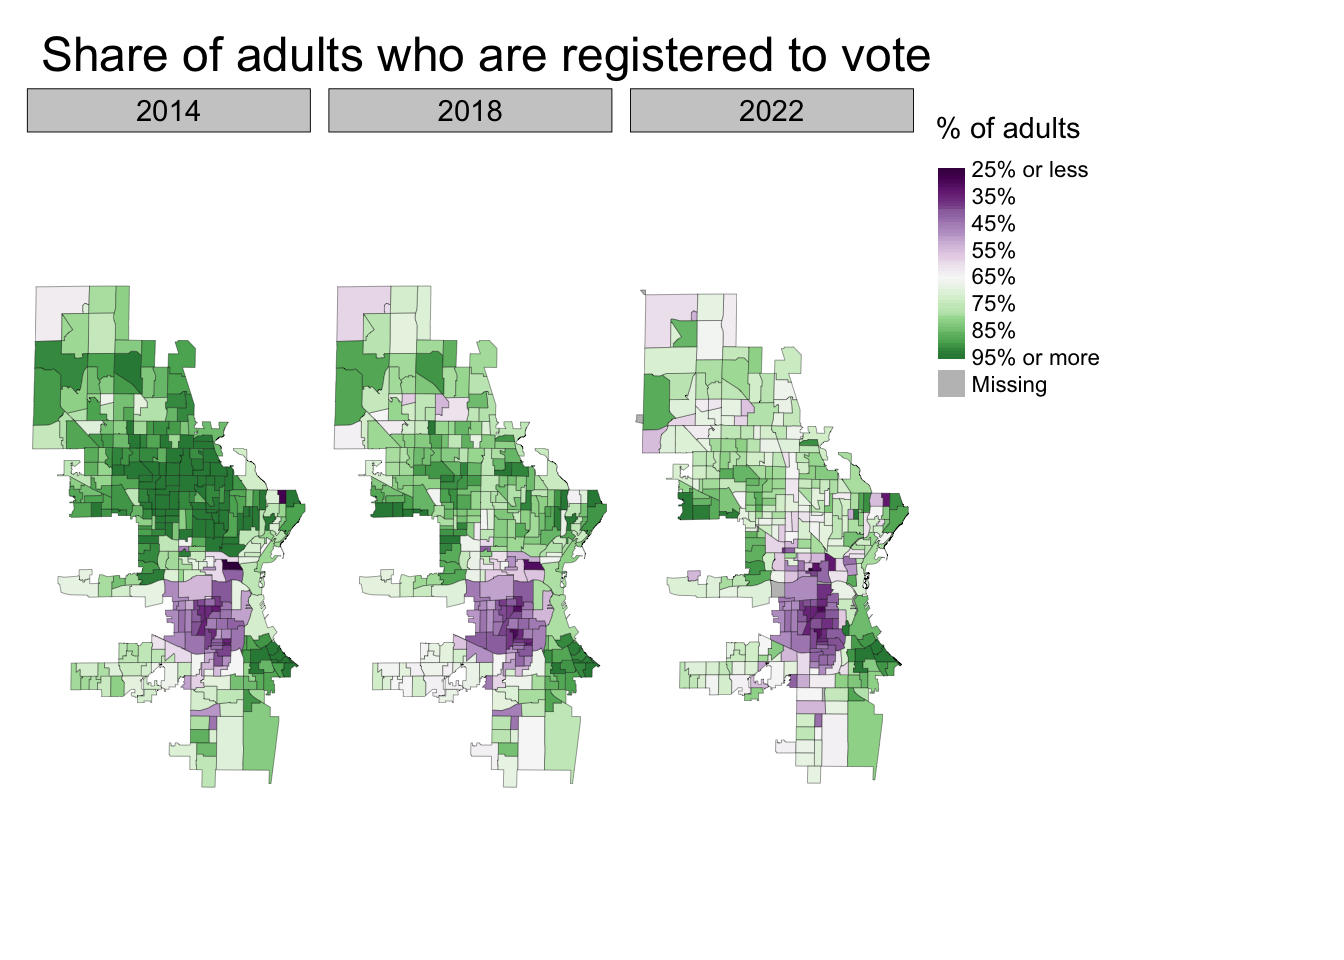 Share of adults who are registered to vote
2014
2018
2022
% of adults
25% or less
35%
45%
55%
65%
75%
85%
95% or more
Missing